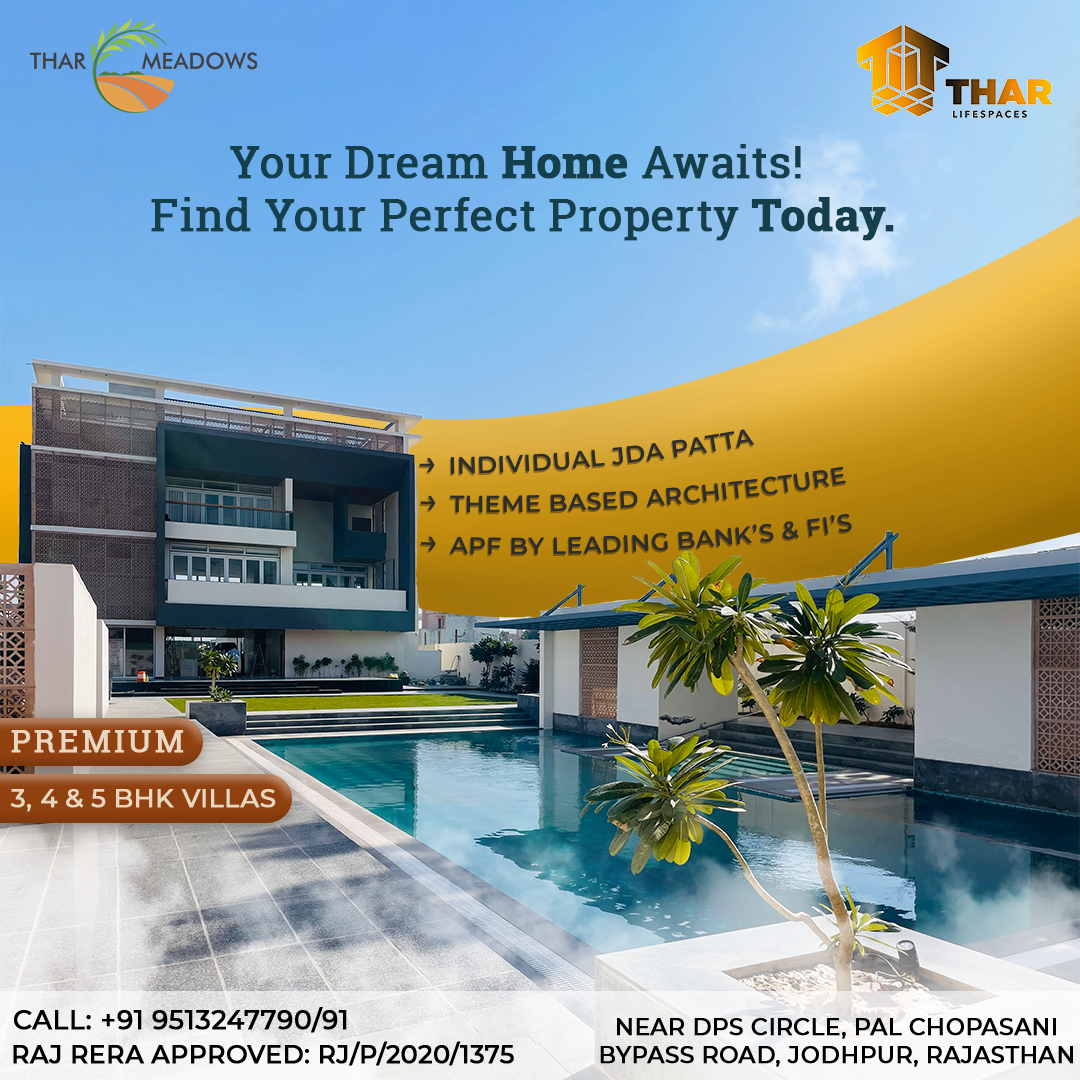 THAR MEADOWS
THAR
LIFESPACES
Your Dream Home Awaits!
Find Your Perfect Property Today.
→ INDIVIDUAL JDA PATTA
→ THEME BASED ARCHITECTURE
→ APF BY LEADING BANK'S & FI'S
PREMIUM
3, 4 & 5 BHK VILLAS
CALL: +91 9513247790/91
RAJ RERA APPROVED: RJ/P/2020/1375
NEAR DPS CIRCLE, PAL CHOPASANI
BYPASS ROAD, JODHPUR, RAJASTHAN